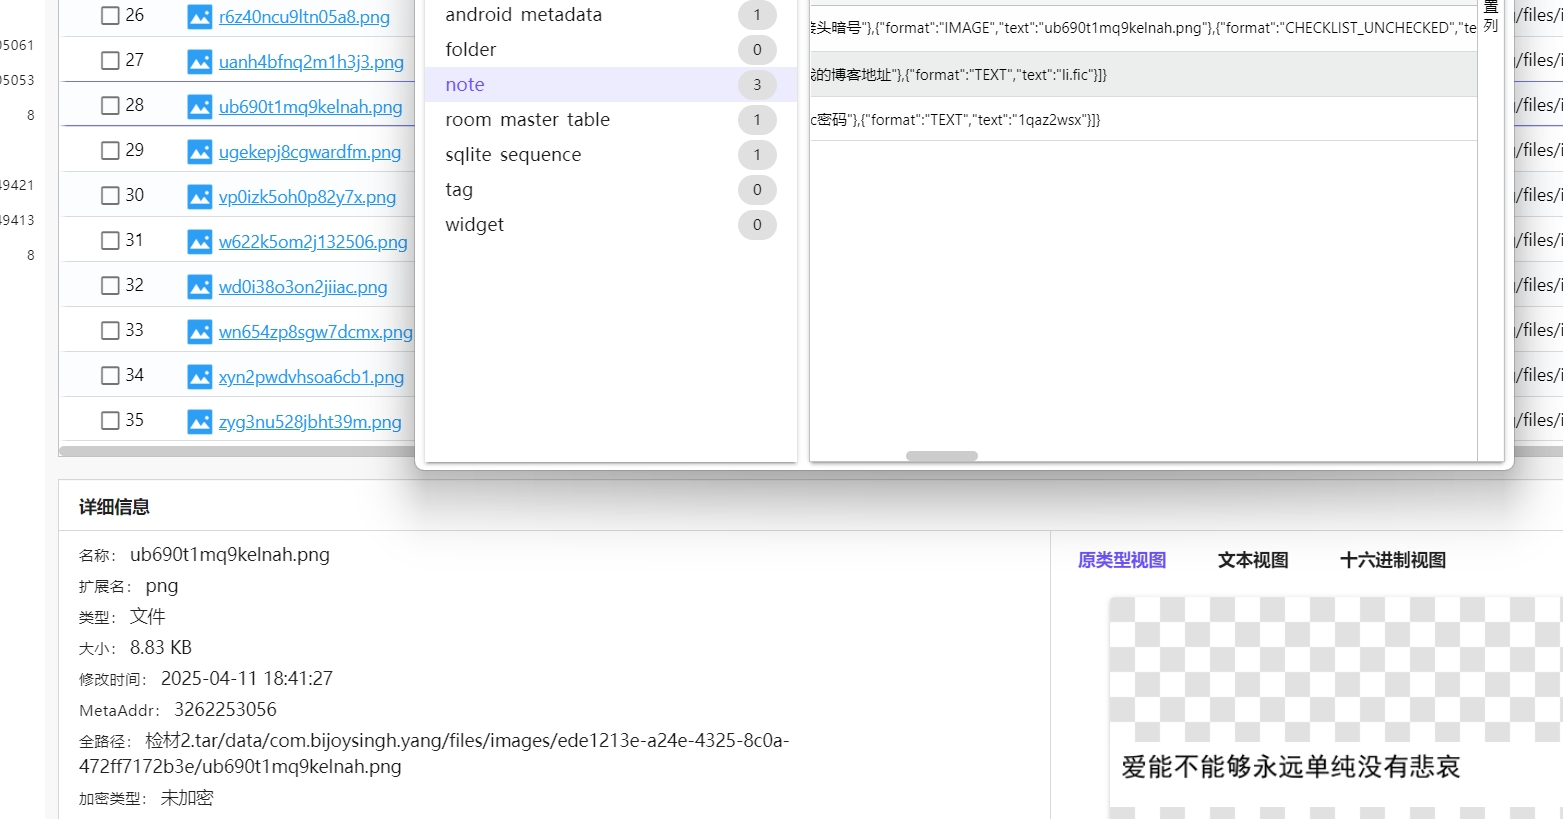 05061
05053
8
49421
49413
8
26 r6z40ncu9ltn05a8.png
27 uanh4bfnq2m1h3j3.png
28 ub690t1mq9kelnah.png
29 ugekepj8cgwardfm.png
30 vp0izk5oh0p82y7x.png
31 w622k5om2j132506.png
32 wd0i38o3on2jiiac.png
33 wn654zp8sgw7dcmx.png
34 xyn2pwdvhsoa6cb1.png
35 zyg3nu528jbht39m.png
android metadata 1
folder 0
note 3
room master table 1
sqlite sequence 1
tag 0
widget 0
接头暗号"},{"format":"IMAGE","text":"ub690t1mq9kelnah.png"},{"format":"CHECKLIST_UNCHECKED","te
我的博客地址"},{"format":"TEXT","text":"li.fic"}]}
c密码"},{"format":"TEXT","text":"1qaz2wsx"}]}
置
列
/files/i
/files/i
/files/i
/files/i
/files/i
/files/i
/files/i
/files/i
/files/i
/files/i
详细信息
名称： ub690t1mq9kelnah.png
扩展名： png
类型： 文件
大小： 8.83 KB
修改时间： 2025-04-11 18:41:27
MetaAddr： 3262253056
全路径： 检材2.tar/data/com.bijoysingh.yang/files/images/ede1213e-a24e-4325-8c0a-
472ff7172b3e/ub690t1mq9kelnah.png
加密类型： 未加密
原类型视图 文本视图 十六进制视图
爱能不能够永远单纯没有悲哀